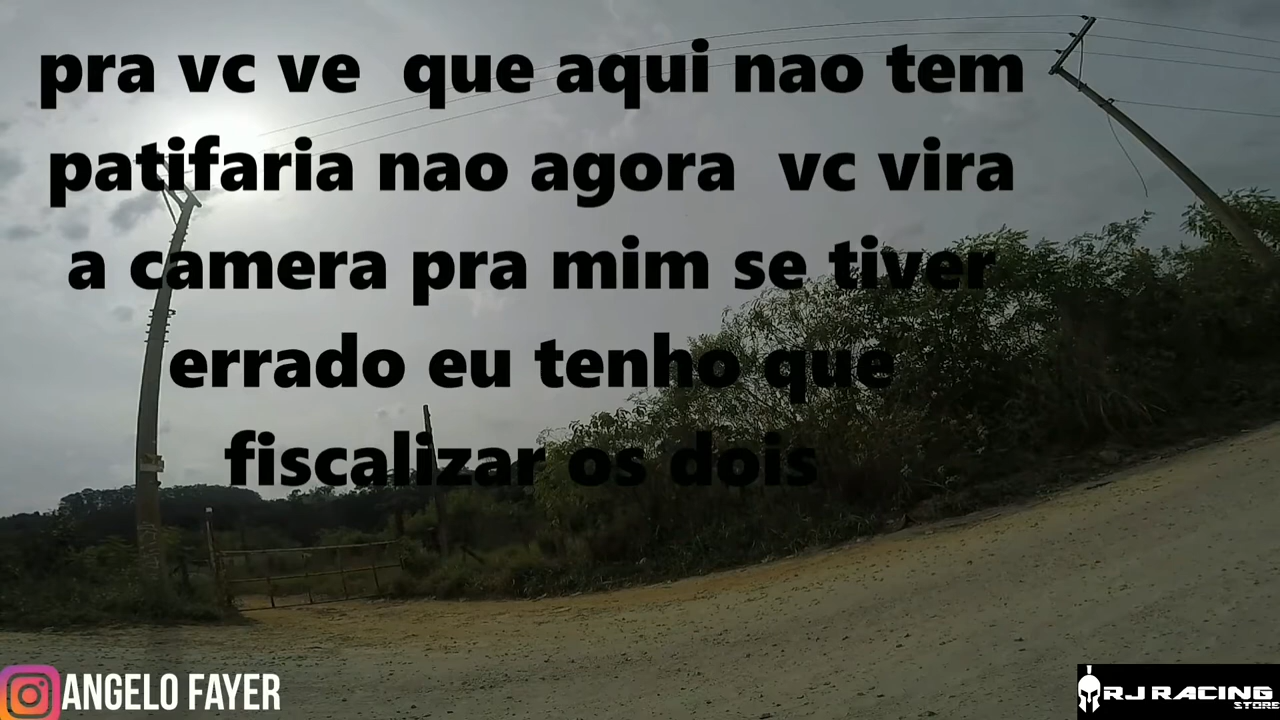 pra vc ve  que aqui nao tem
patifaria nao agora  vc vira
a camera pra mim se tiver
errado eu tenho que
fiscalizar os dois
ANGELO FAYER
RJ RACING
STORE